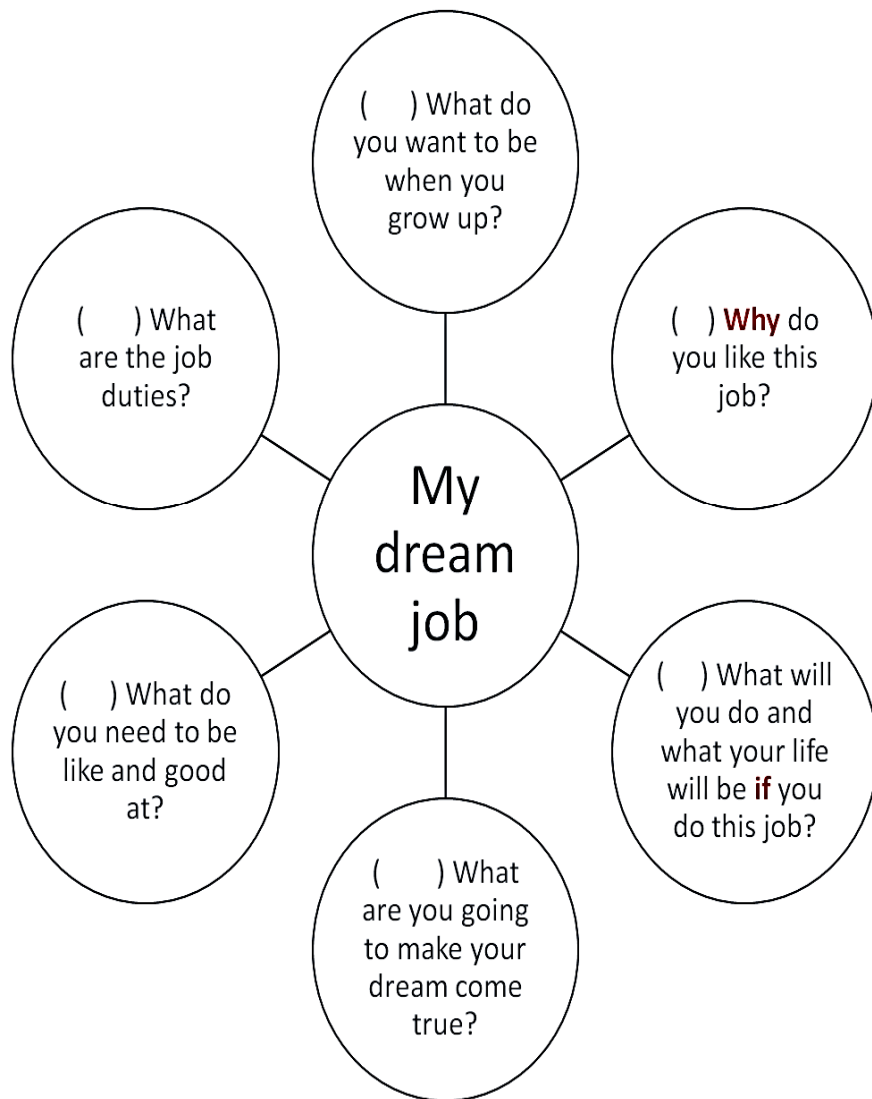 ( ) What do
you want to be
when you
grow up?
( ) Why do
you like this
job?
( ) What will
you do and
what your life
will be if you
do this job?
( ) What
are you going
to make your
dream come
true?
( ) What do
you need to be
like and good
at?
( ) What
are the job
duties?
My
dream
job